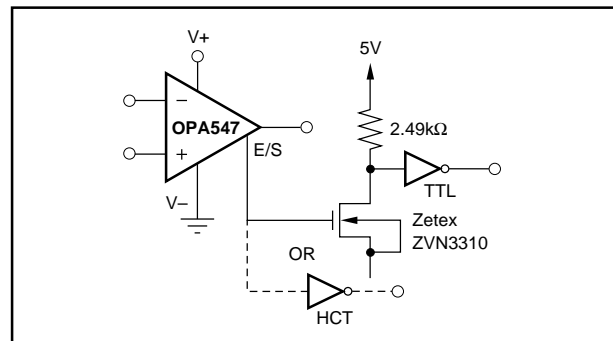 V+
5V
–
OPA547
2.49kΩ
+
E/S
V–
TTL
Zetex
OR
ZVN3310
HCT